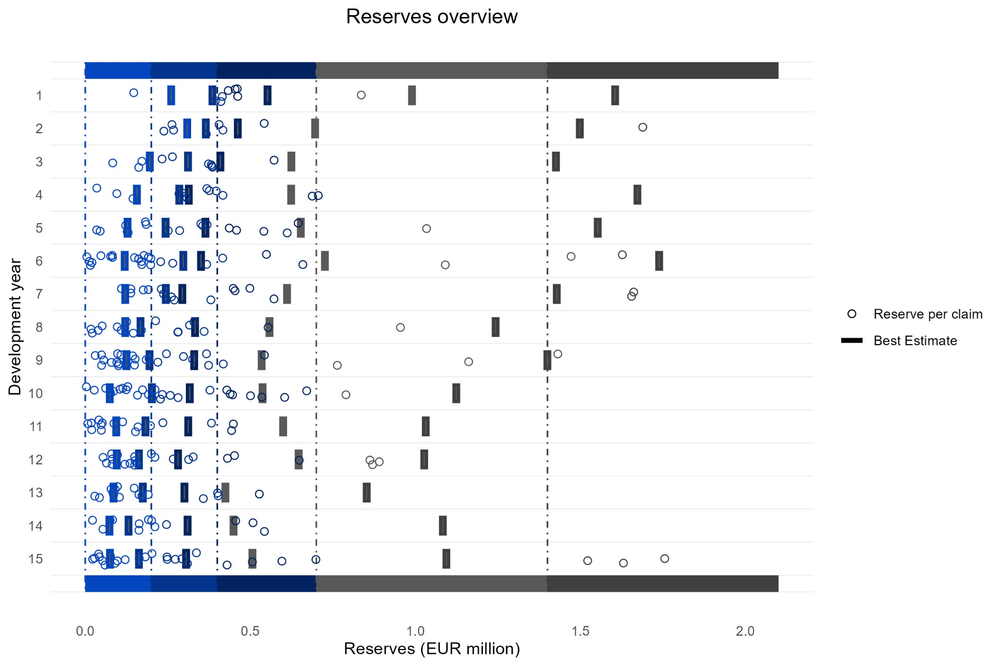 Reserves overview
1
2
3
4
5
6
7
8
9
10
11
12
13
14
15
Development year
0.0 0.5 1.0 1.5 2.0
Reserves (EUR million)
Reserve per claim
Best Estimate